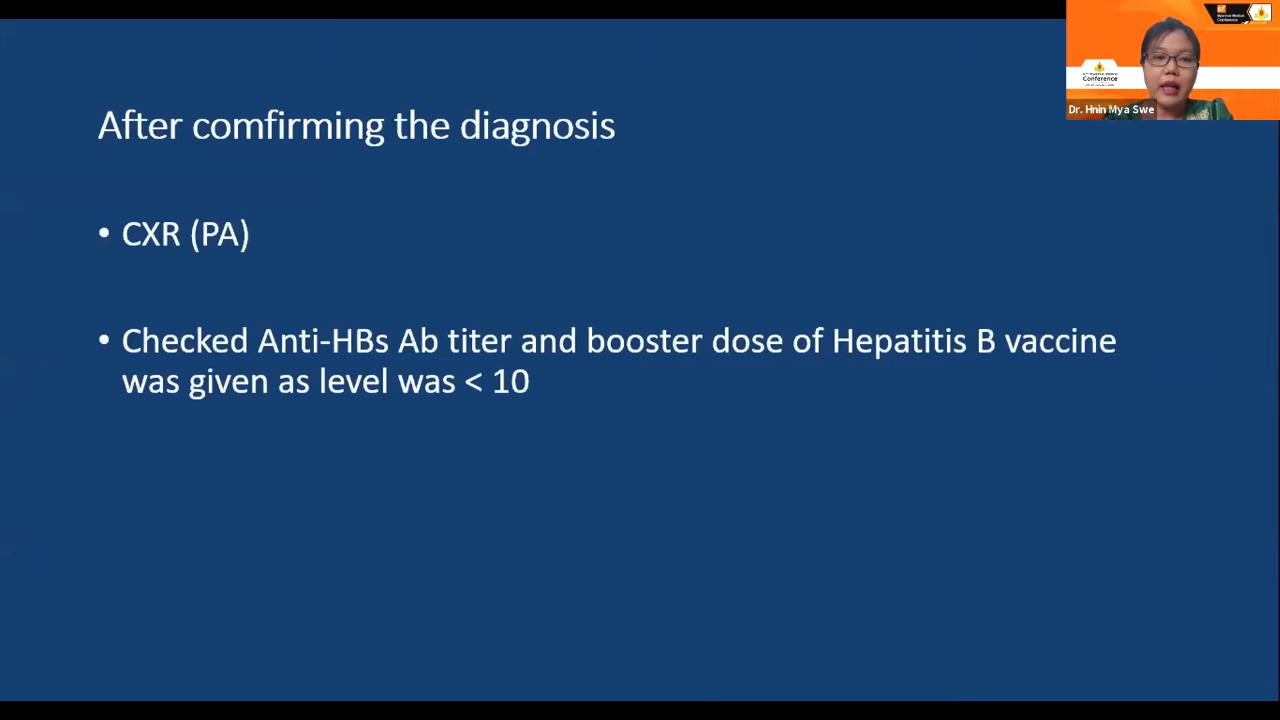 After comfirming the diagnosis
• CXR (PA)
• Checked Anti-HBs Ab titer and booster dose of Hepatitis B vaccine
was given as level was < 10
Conference
Dr. Hnin Mya Swe